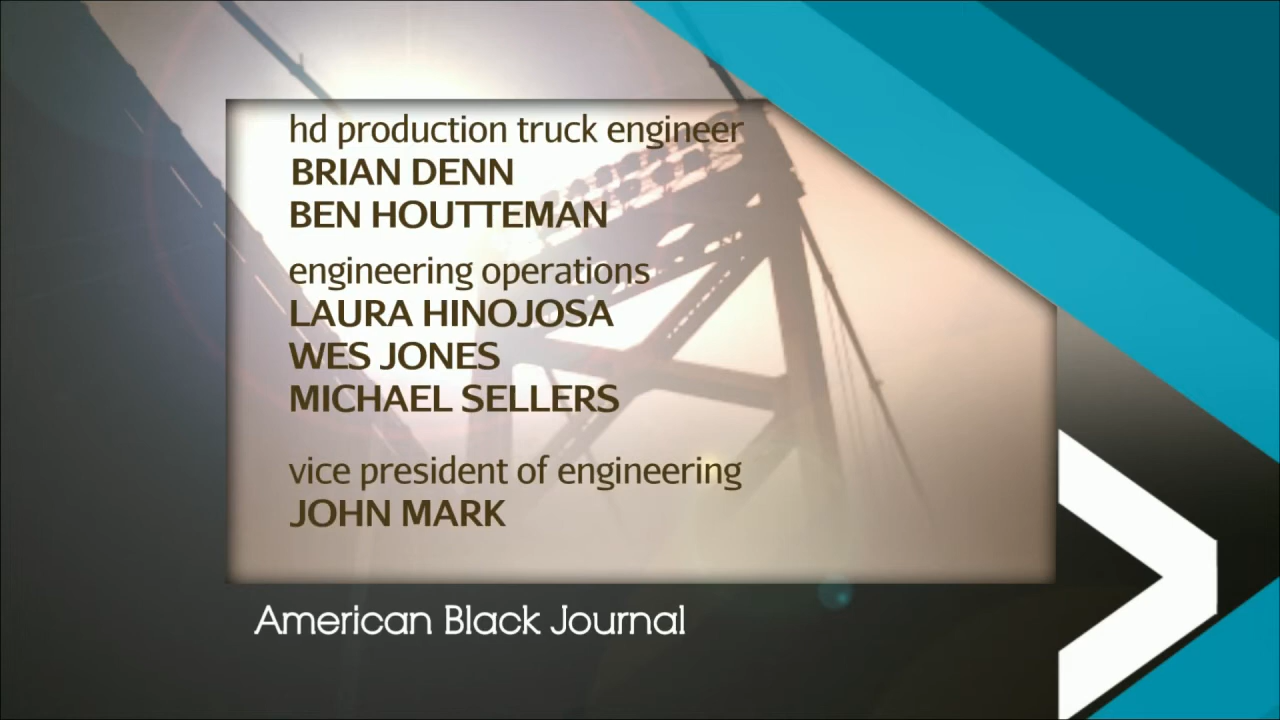 hd production truck engineer
BRIAN DENN
BEN HOUTTEMAN
engineering operations
LAURA HINOJOSA
WES JONES
MICHAEL SELLERS
vice president of engineering
JOHN MARK
American Black Journal